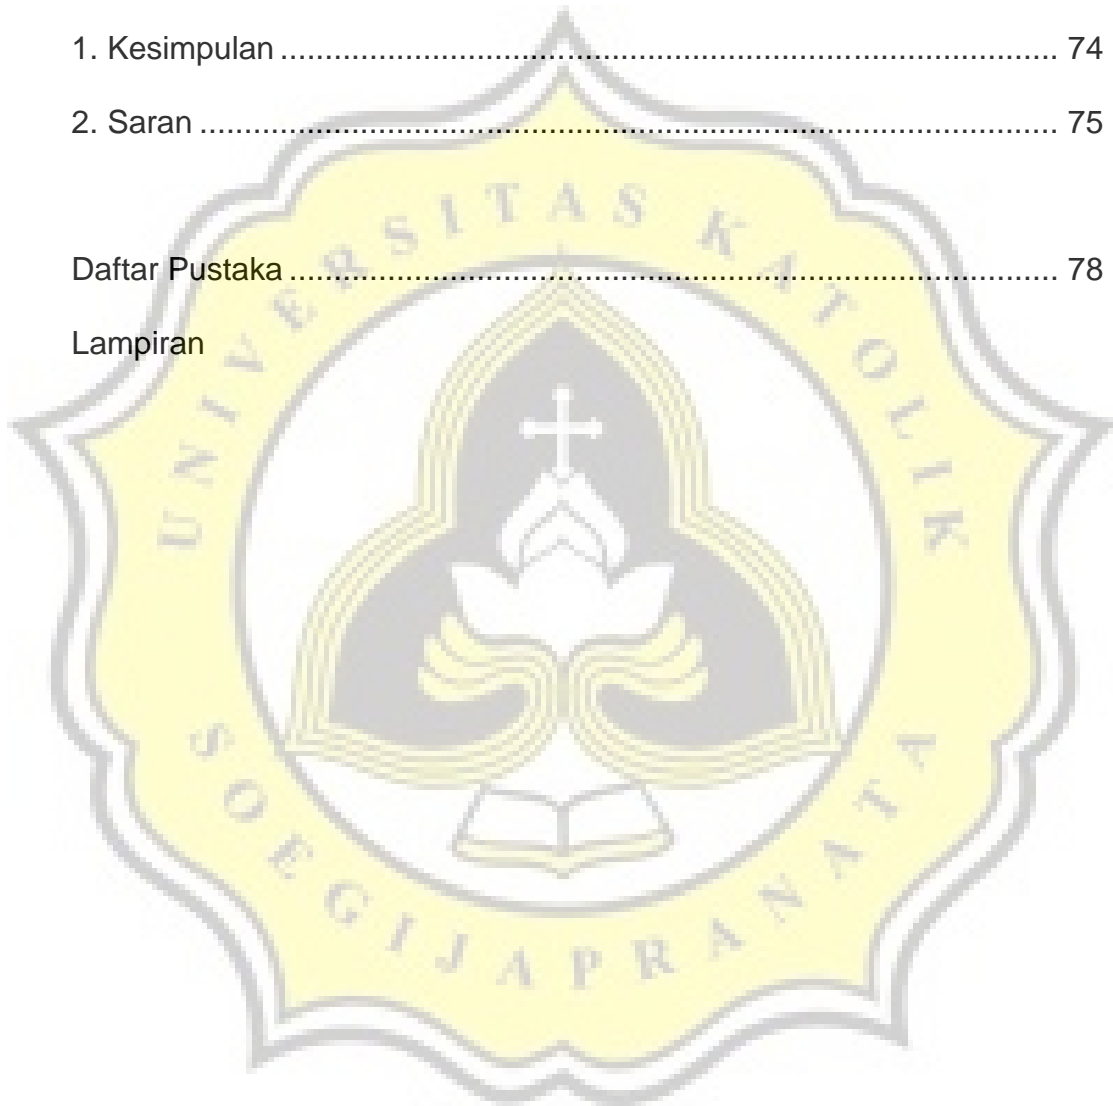 1. Kesimpulan ........................................................................................ 74
2. Saran ................................................................................................. 75
UNIVERSITAS KATOLIK
Daftar Pustaka ....................................................................................... 78
Lampiran
SOEGIJAPRANATA